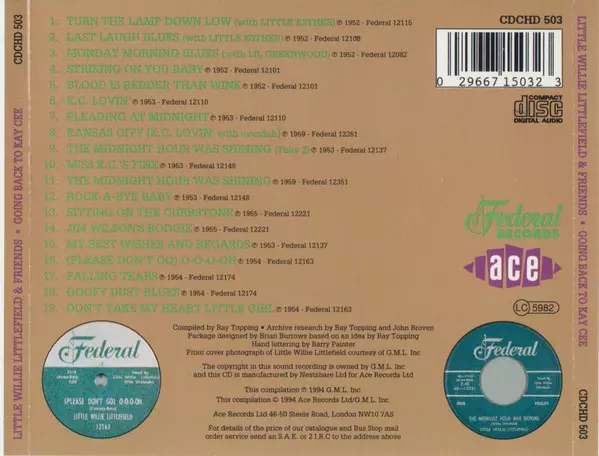 CDCHD 503
LITTLE WILLIE LITTLEFIELD & FRIENDS • GOING BACK TO KAY CEE
1. TURN THE LAMP DOWN LOW (with LITTLE ESTHER) ℗ 1952 - Federal 12115
2. LAST LAUGH BLUES (with LITTLE ESTHER) ℗ 1952 - Federal 12108
3. MONDAY MORNING BLUES (with LIL GREENWOOD) ℗ 1952 - Federal 12082
4. STRIKING ON YOU BABY ℗ 1952 - Federal 12101
5. BLOOD IS REDDER THAN WINE ℗ 1952 - Federal 12101
6. K.C. LOVIN' ℗ 1953 - Federal 12110
7. PLEADING AT MIDNIGHT ℗ 1953 - Federal 12110
8. KANSAS CITY [K.C. LOVIN' with overdub] ℗ 1959 - Federal 12351
9. THE MIDNIGHT HOUR WAS SHINING (Take 2) ℗ 1953 - Federal 12137
10. MISS K.C.'S FINE ℗ 1953 - Federal 12148
11. THE MIDNIGHT HOUR WAS SHINING ℗ 1959 - Federal 12351
12. ROCK-A-BYE BABY ℗ 1953 - Federal 12148
13. SITTING ON THE CURBSTONE ℗ 1955 - Federal 12221
14. JIM WILSON'S BOOGIE ℗ 1955 - Federal 12221
15. MY BEST WISHES AND REGARDS ℗ 1953 - Federal 12137
16. (PLEASE DON'T GO) O-O-O-OH ℗ 1954 - Federal 12163
17. FALLING TEARS ℗ 1954 - Federal 12174
18. GOOFY DUST BLUES ℗ 1954 - Federal 12174
19. DON'T TAKE MY HEART LITTLE GIRL ℗ 1954 - Federal 12163
CDCHD 503
0 29667 15032 3
COMPACT
disc
DIGITAL AUDIO
Federal
RECORDS
ace
LC 5982
Compiled by Ray Topping • Archive research by Ray Topping and John Broven
Package designed by Brian Burrows based on an idea by Ray Topping
Hand lettering by Barry Painter
Front cover photograph of Little Willie Littlefield courtesy of G.M.L. Inc
The copyright in this sound recording is owned by G.M.L. Inc.
and this CD is manufactured by Nestshare Ltd for Ace Records Ltd
This compilation ℗ 1994 G.M.L. Inc.
This compilation © 1994 G.M.L. Inc.
Ace Records Ltd 46-50 Steele Road, London NW10 7AS
For details of the price of our catalogue and Bus Stop mail
order service send an S.A.E. or 2 I.R.C to the address above
Federal
(PLEASE DON'T GO) O-O-O-OH
LITTLE WILLIE LITTLEFIELD
12163
Federal
THE MIDNIGHT HOUR WAS SHINING
LITTLE WILLIE LITTLEFIELD
LITTLE WILLIE LITTLEFIELD & FRIENDS • GOING BACK TO KAY CEE
CDCHD 503